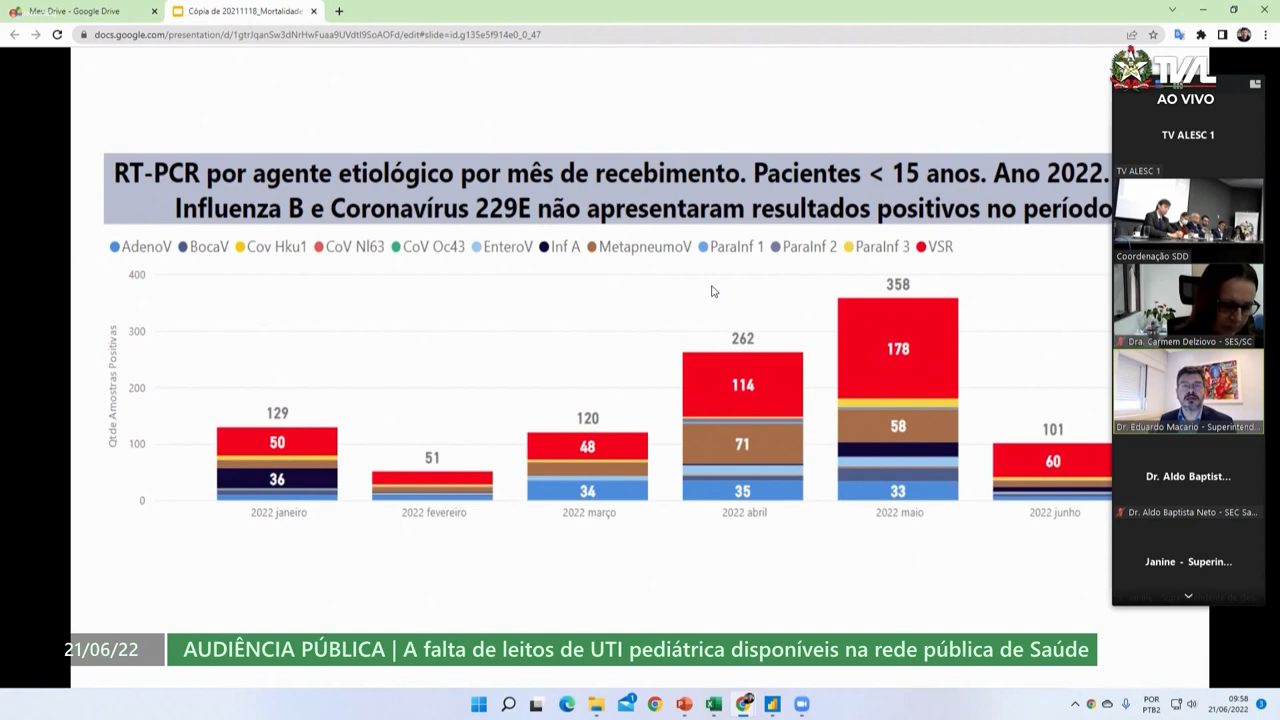 Meu Drive - Google Drive
Cópia de 20211118_Mortalidade
docs.google.com/presentation/d/1gtrJqanSw3dNrHwFuaa9UVdtI9SoAOFd/edit#slide=id.g135e5f914e0_0_47
TVAL
AO VIVO
TV ALESC 1
TV ALESC 1
RT-PCR por agente etiológico por mês de recebimento. Pacientes < 15 anos. Ano 2022.
Influenza B e Coronavírus 229E não apresentaram resultados positivos no período
AdenoV BocaV Cov Hku1 CoV Nl63 CoV Oc43 EnteroV Inf A MetapneumoV ParaInf 1 ParaInf 2 ParaInf 3 VSR
Qtde Amostras Positivas
400
300
200
100
0
129
50
36
2022 janeiro
51
2022 fevereiro
120
48
34
2022 março
262
114
71
35
2022 abril
358
178
58
33
2022 maio
101
60
2022 junho
Coordenação SDD
Dra. Carmem Delziovo - SES/SC
Dr. Eduardo Macario - Superintend...
Dr. Aldo Baptist...
Dr. Aldo Baptista Neto - SEC Sa...
Janine - Superin...
21/06/22
AUDIÊNCIA PÚBLICA | A falta de leitos de UTI pediátrica disponíveis na rede pública de Saúde
POR
PTB2
09:58
21/06/2022